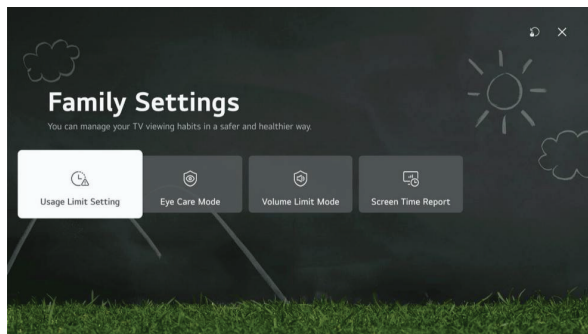 Family Settings
You can manage your TV viewing habits in a safer and healthier way.
Usage Limit Setting
Eye Care Mode
Volume Limit Mode
Screen Time Report